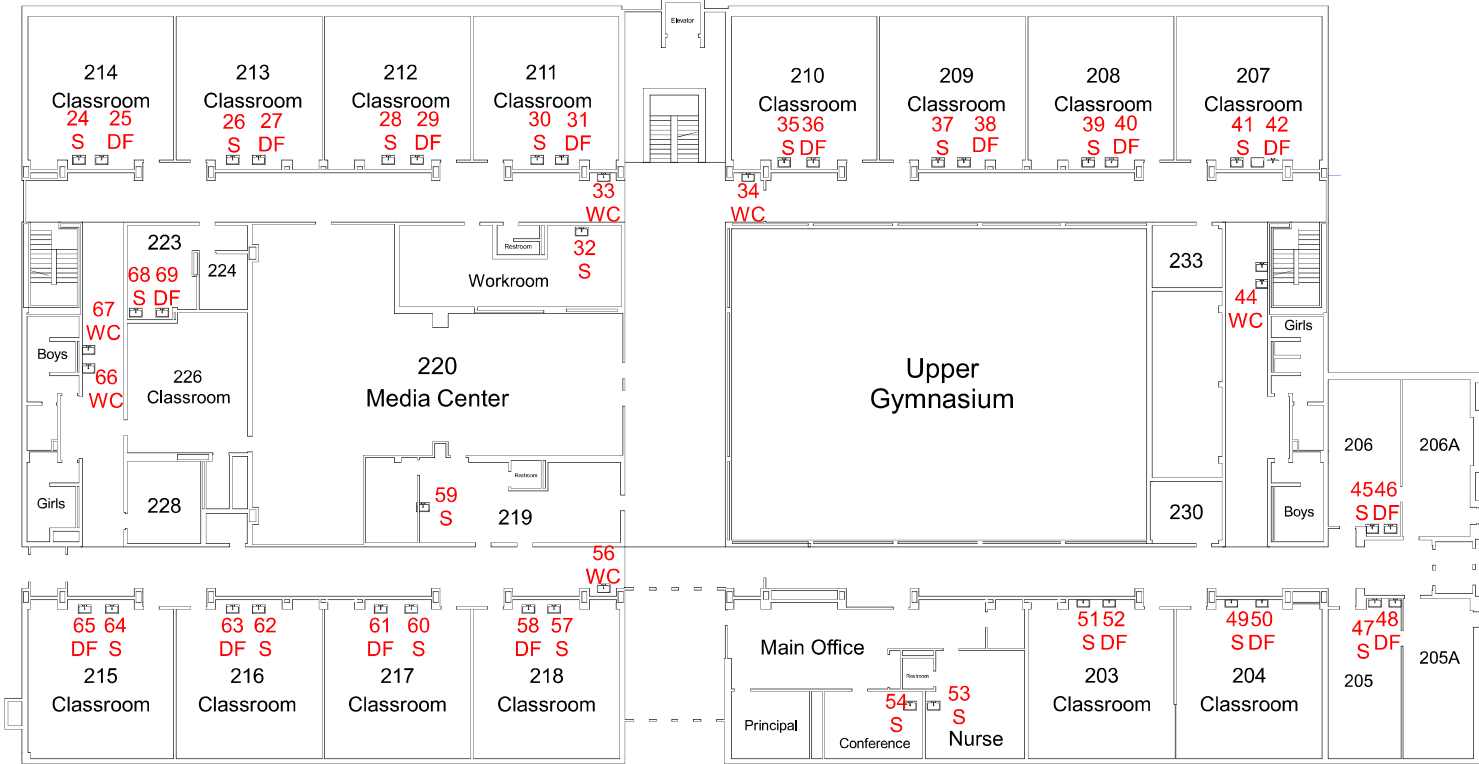 Elevator
214
Classroom
24 25
S DF
213
Classroom
26 27
S DF
212
Classroom
28 29
S DF
211
Classroom
30 31
S DF
210
Classroom
35 36
S DF
209
Classroom
37 38
S DF
208
Classroom
39 40
S DF
207
Classroom
41 42
S DF
33
WC
34
WC
223
68 69
S DF
224
Restroom
32
S
Workroom
233
44
WC
67
WC
66
WC
Boys
226
Classroom
220
Media Center
Upper
Gymnasium
Girls
206
206A
45 46
S DF
Girls
228
59
S
Restroom
219
230
Boys
56
WC
65 64
DF S
215
Classroom
63 62
DF S
216
Classroom
61 60
DF S
217
Classroom
58 57
DF S
218
Classroom
Main Office
Restroom
54
S
53
S
Principal
Conference
Nurse
51 52
S DF
203
Classroom
49 50
S DF
204
Classroom
47 48
S DF
205
205A